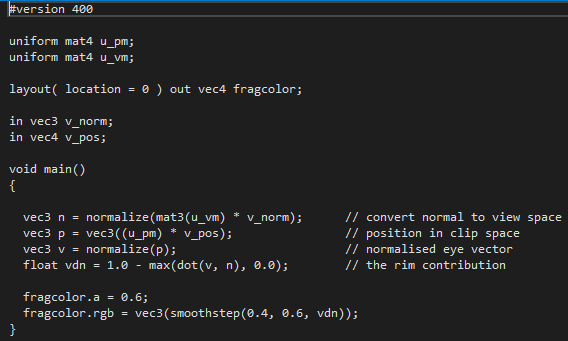 #version 400
uniform mat4 u_pm;
uniform mat4 u_vm;
layout( location = 0 ) out vec4 fragcolor;
in vec3 v_norm;
in vec4 v_pos;
void main()
{
vec3 n = normalize(mat3(u_vm) * v_norm); // convert normal to view space
vec3 p = vec3((u_pm) * v_pos); // position in clip space
vec3 v = normalize(p); // normalised eye vector
float vdn = 1.0 - max(dot(v, n), 0.0); // the rim contribution
fragcolor.a = 0.6;
fragcolor.rgb = vec3(smoothstep(0.4, 0.6, vdn));
}